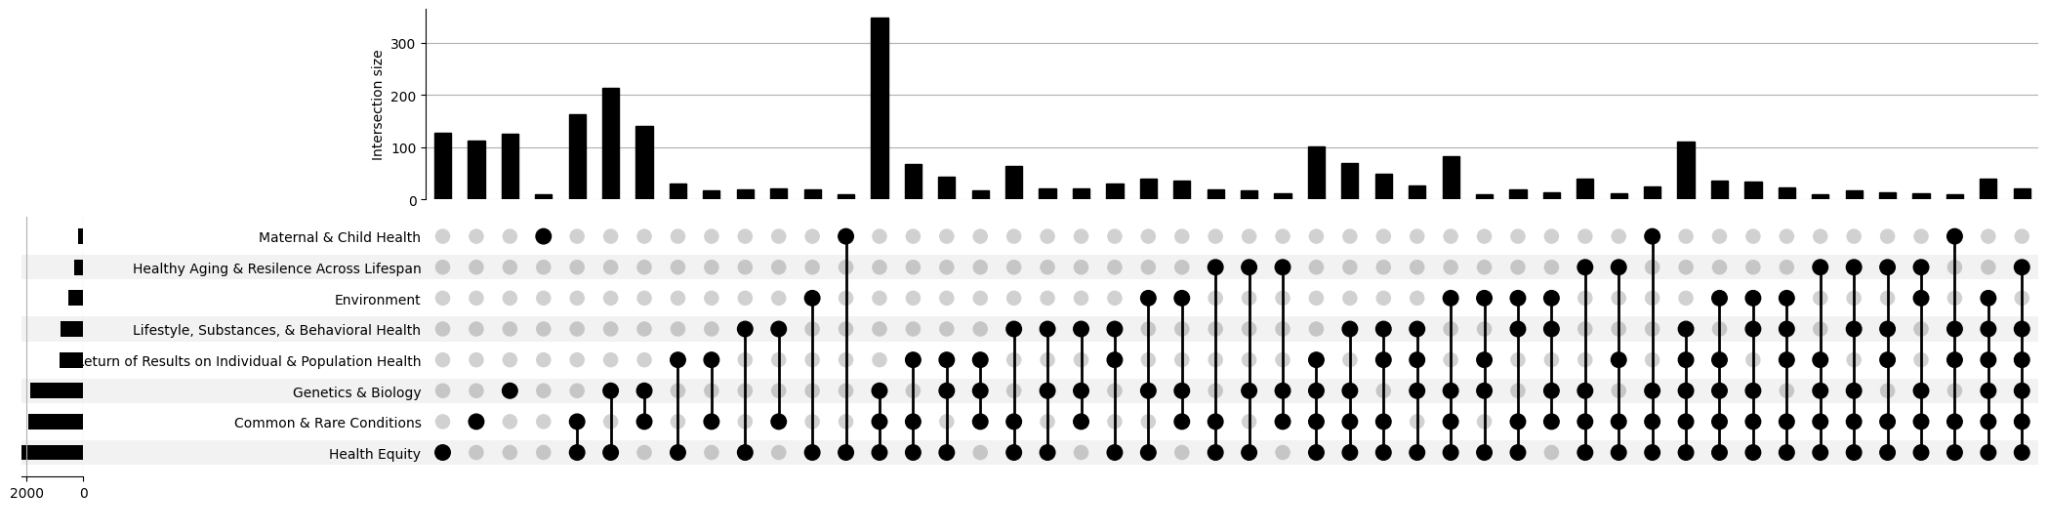 300
200
100
0
Intersection size
Maternal & Child Health
Healthy Aging & Resilence Across Lifespan
Environment
Lifestyle, Substances, & Behavioral Health
eturn of Results on Individual & Population Health
Genetics & Biology
Common & Rare Conditions
Health Equity
2000 0